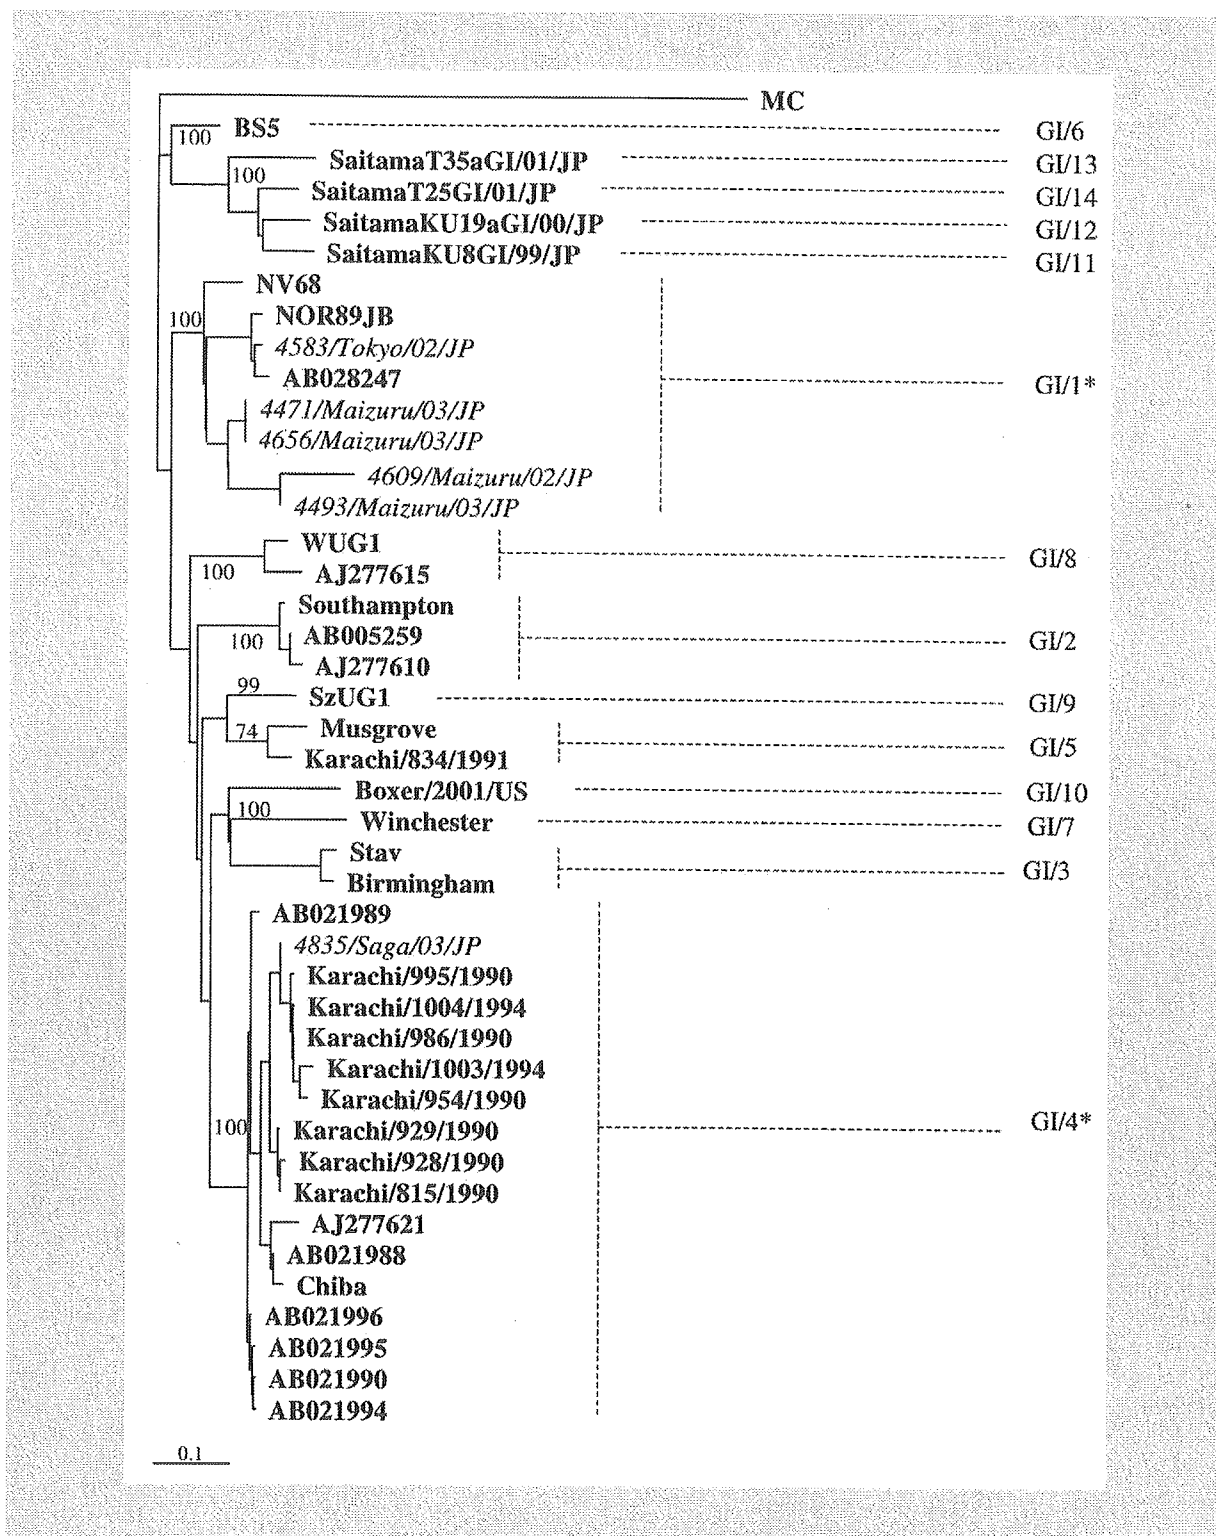 MC
100 BS5 GI/6
SaitamaT35aGI/01/JP GI/13
100
SaitamaT25GI/01/JP GI/14
SaitamaKU19aGI/00/JP GI/12
SaitamaKU8GI/99/JP GI/11
NV68
100 NOR89JB
4583/Tokyo/02/JP
AB028247 GI/1*
4471/Maizuru/03/JP
4656/Maizuru/03/JP
4609/Maizuru/02/JP
4493/Maizuru/03/JP
WUG1 GI/8
100 AJ277615
Southampton
100 AB005259 GI/2
AJ277610
99 SzUG1 GI/9
74 Musgrove GI/5
Karachi/834/1991
Boxer/2001/US GI/10
100
Winchester GI/7
Stav GI/3
Birmingham
AB021989
4835/Saga/03/JP
Karachi/995/1990
Karachi/1004/1994
Karachi/986/1990
Karachi/1003/1994
Karachi/954/1990
100 Karachi/929/1990 GI/4*
Karachi/928/1990
Karachi/815/1990
AJ277621
AB021988
Chiba
AB021996
AB021995
AB021990
AB021994
0.1